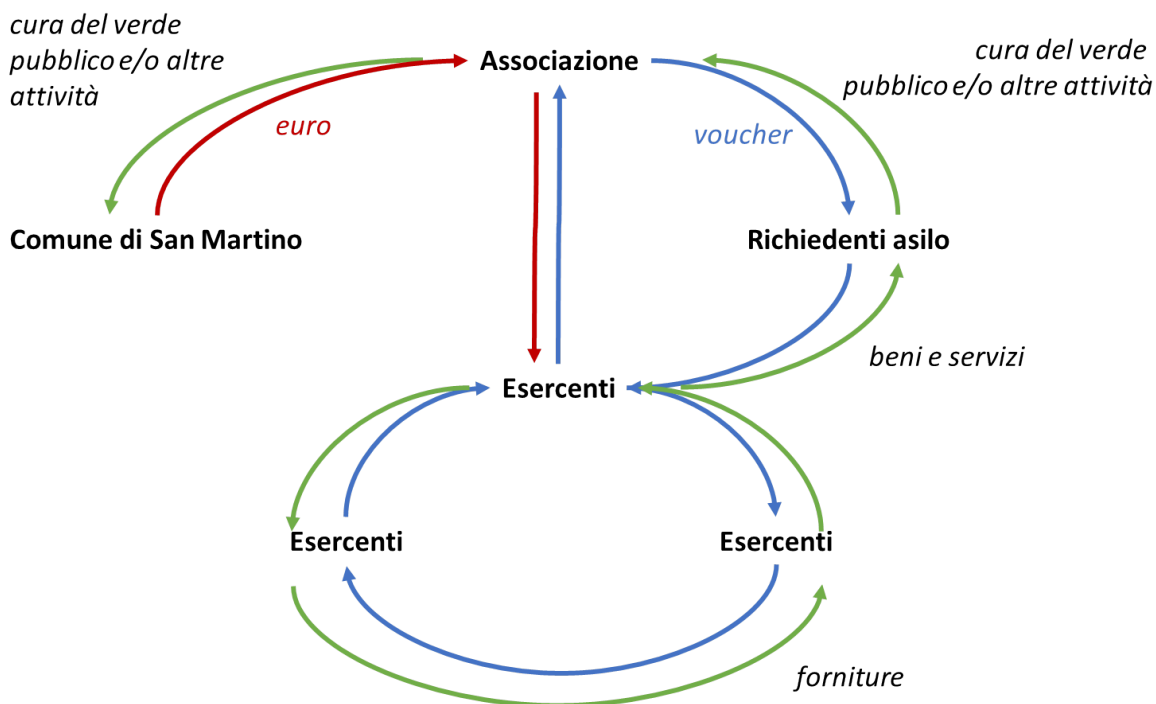 cura del verde
pubblico e/o altre
attività
Associazione
cura del verde
pubblico e/o altre attività
euro
voucher
Comune di San Martino
Richiedenti asilo
beni e servizi
Esercenti
Esercenti
Esercenti
forniture